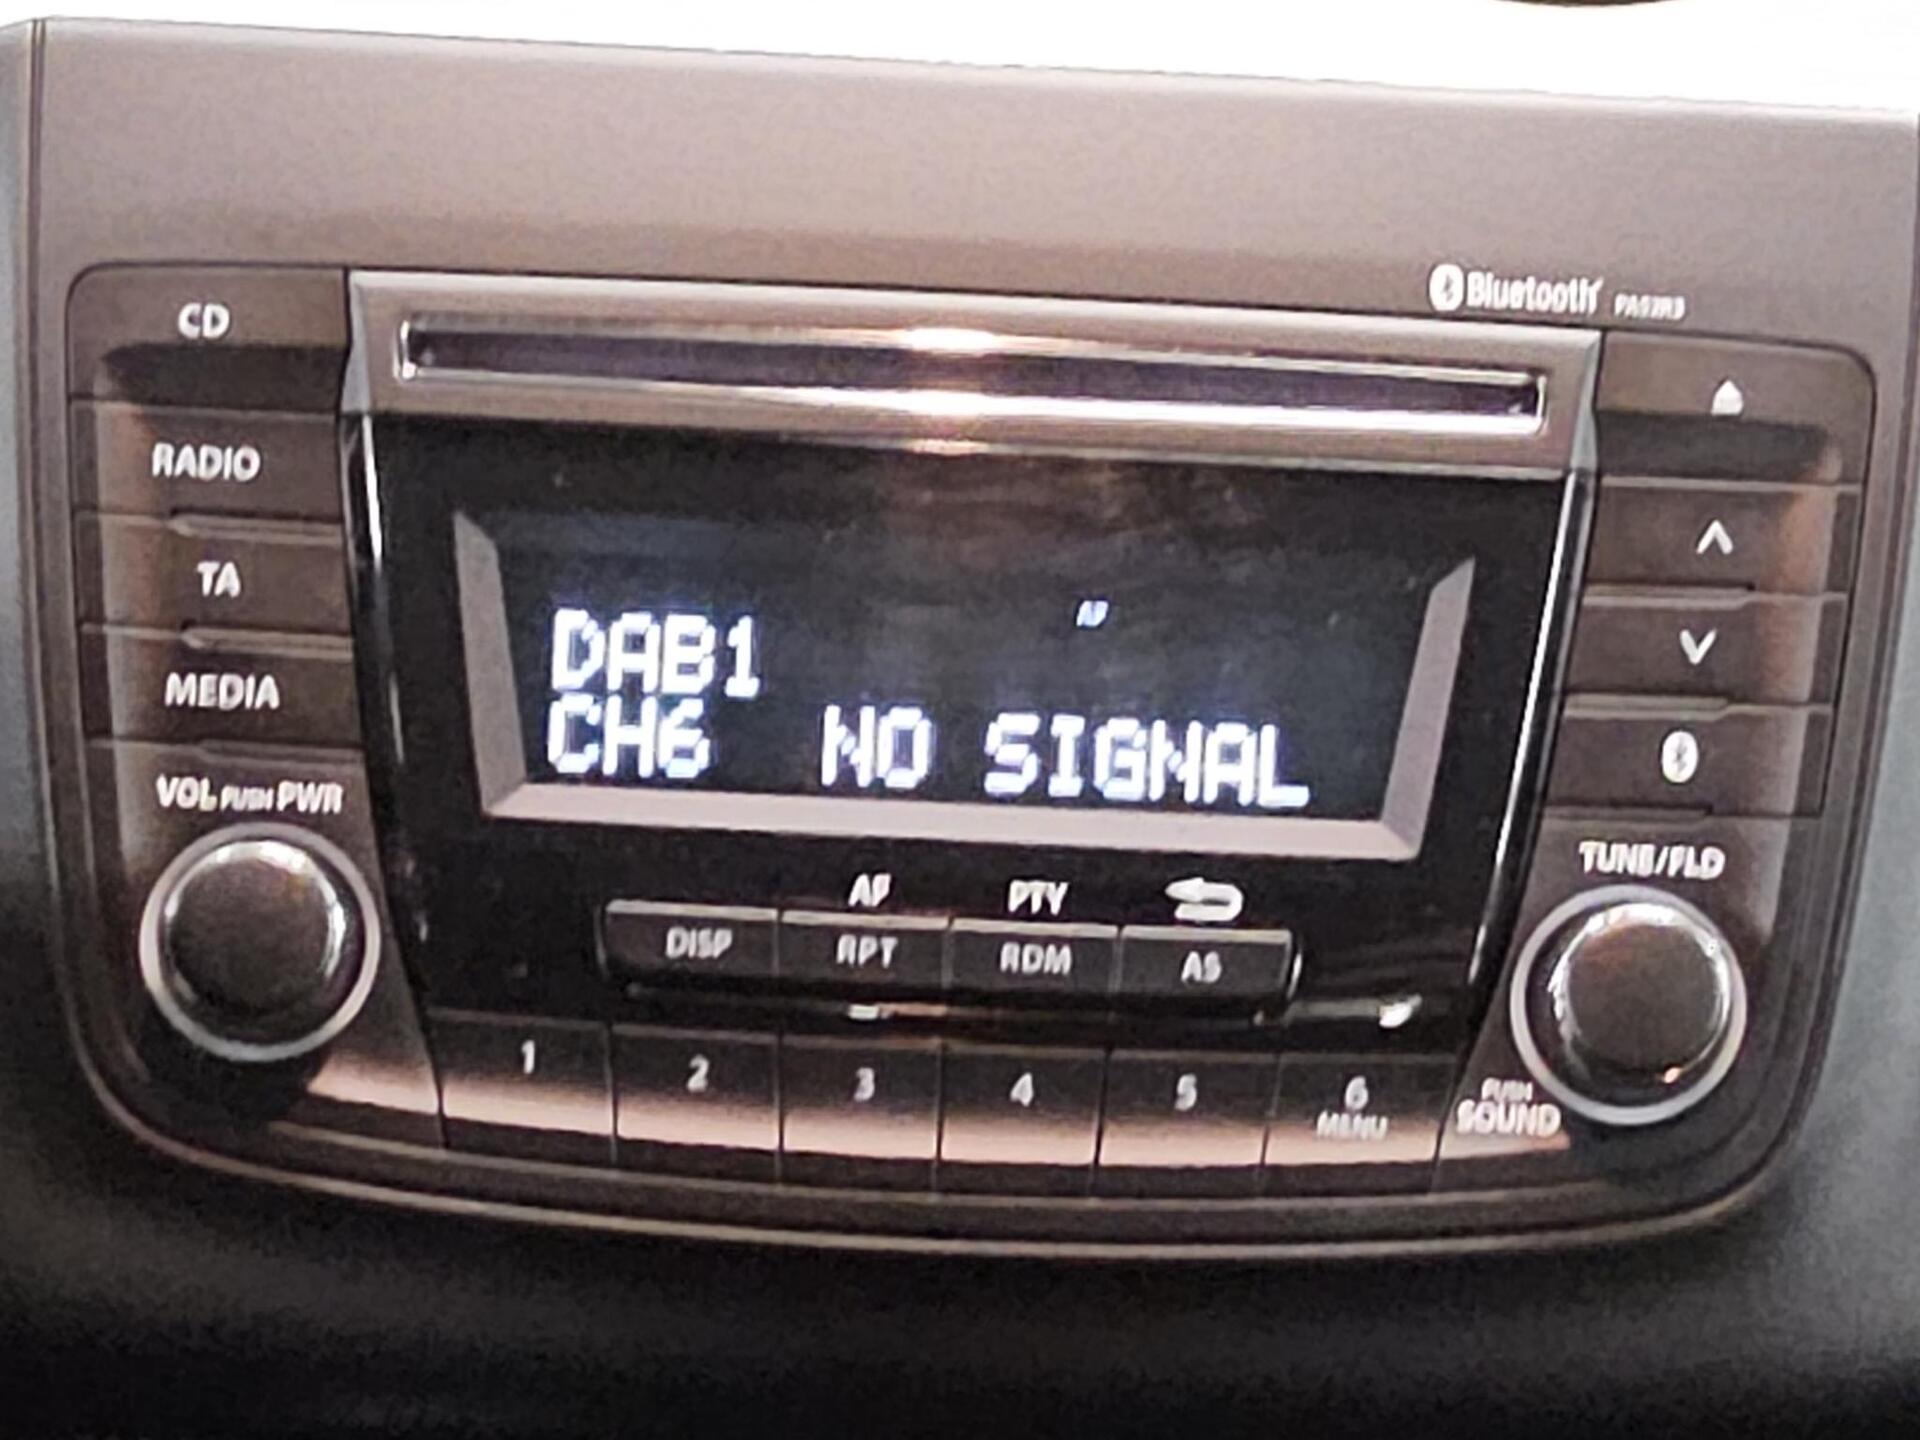 Bluetooth
CD
RADIO
TA
MEDIA
VOL PUSH PWR
AF
DAB1
CH6 NO SIGNAL
TUNE/FLD
AF PTY
DISP RPT RDM AS
1 2 3 4 5 6
MENU
PUSH
SOUND